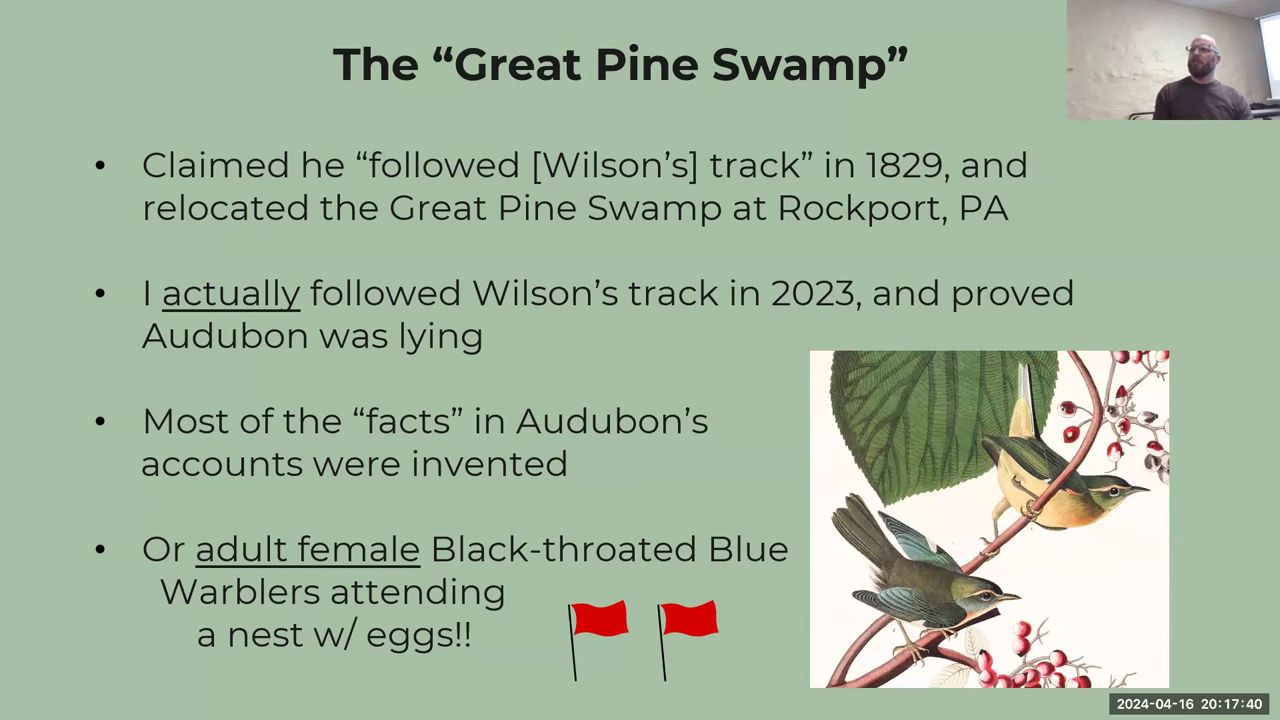 The “Great Pine Swamp”
• Claimed he “followed [Wilson’s] track” in 1829, and
relocated the Great Pine Swamp at Rockport, PA
• I actually followed Wilson’s track in 2023, and proved
Audubon was lying
• Most of the “facts” in Audubon’s
accounts were invented
• Or adult female Black-throated Blue
Warblers attending
a nest w/ eggs!!
2024-04-16 20:17:40